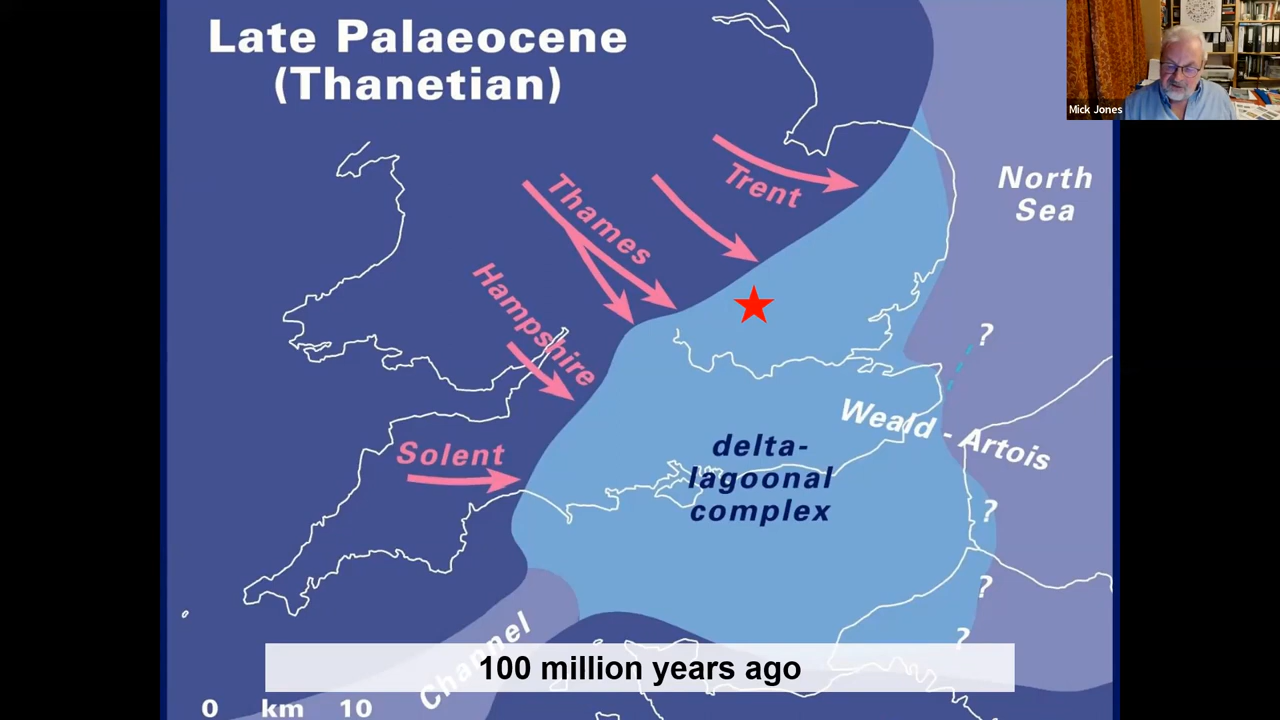 Late Palaeocene
(Thanetian)
Mick Jones
North
Sea
Trent
Thames
Hampshire
Solent
?
Weald - Artois
delta-
lagoonal
complex
?
?
?
Channel
100 million years ago
0 km 10